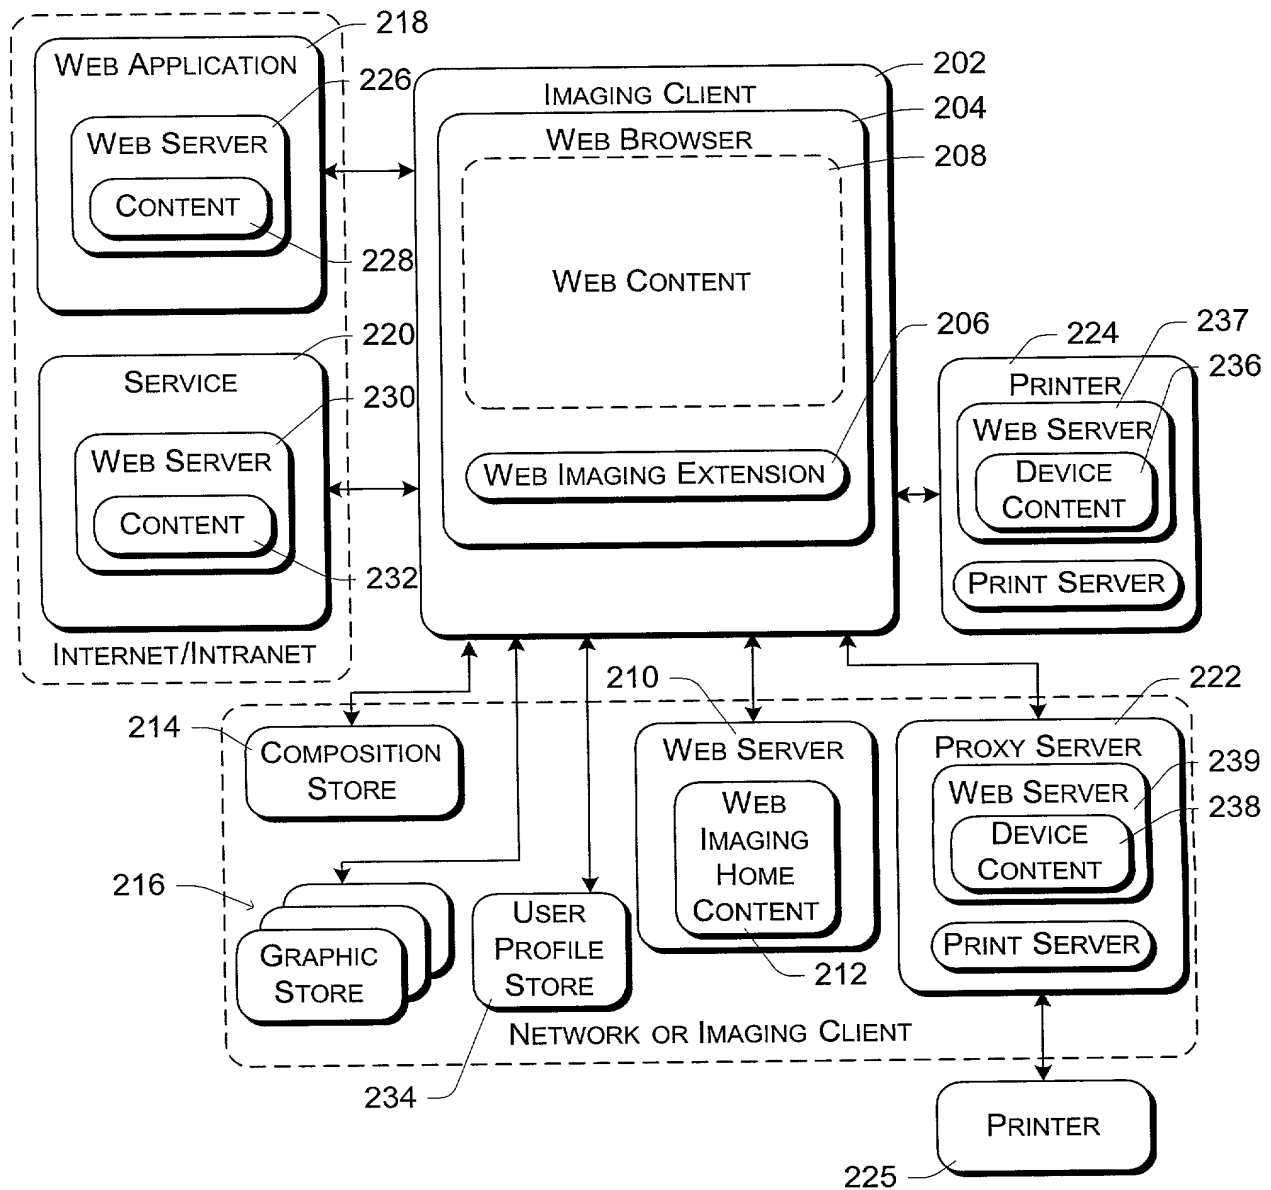 218
WEB APPLICATION
226
WEB SERVER
CONTENT
228
220
SERVICE
230
WEB SERVER
CONTENT
232
INTERNET/INTRANET
202
IMAGING CLIENT
204
WEB BROWSER
208
WEB CONTENT
206
WEB IMAGING EXTENSION
237
224
236
PRINTER
WEB SERVER
DEVICE
CONTENT
PRINT SERVER
214
COMPOSITION
STORE
216
GRAPHIC
STORE
USER
PROFILE
STORE
234
210
WEB SERVER
WEB
IMAGING
HOME
CONTENT
212
222
PROXY SERVER
239
WEB SERVER
238
DEVICE
CONTENT
PRINT SERVER
NETWORK OR IMAGING CLIENT
PRINTER
225